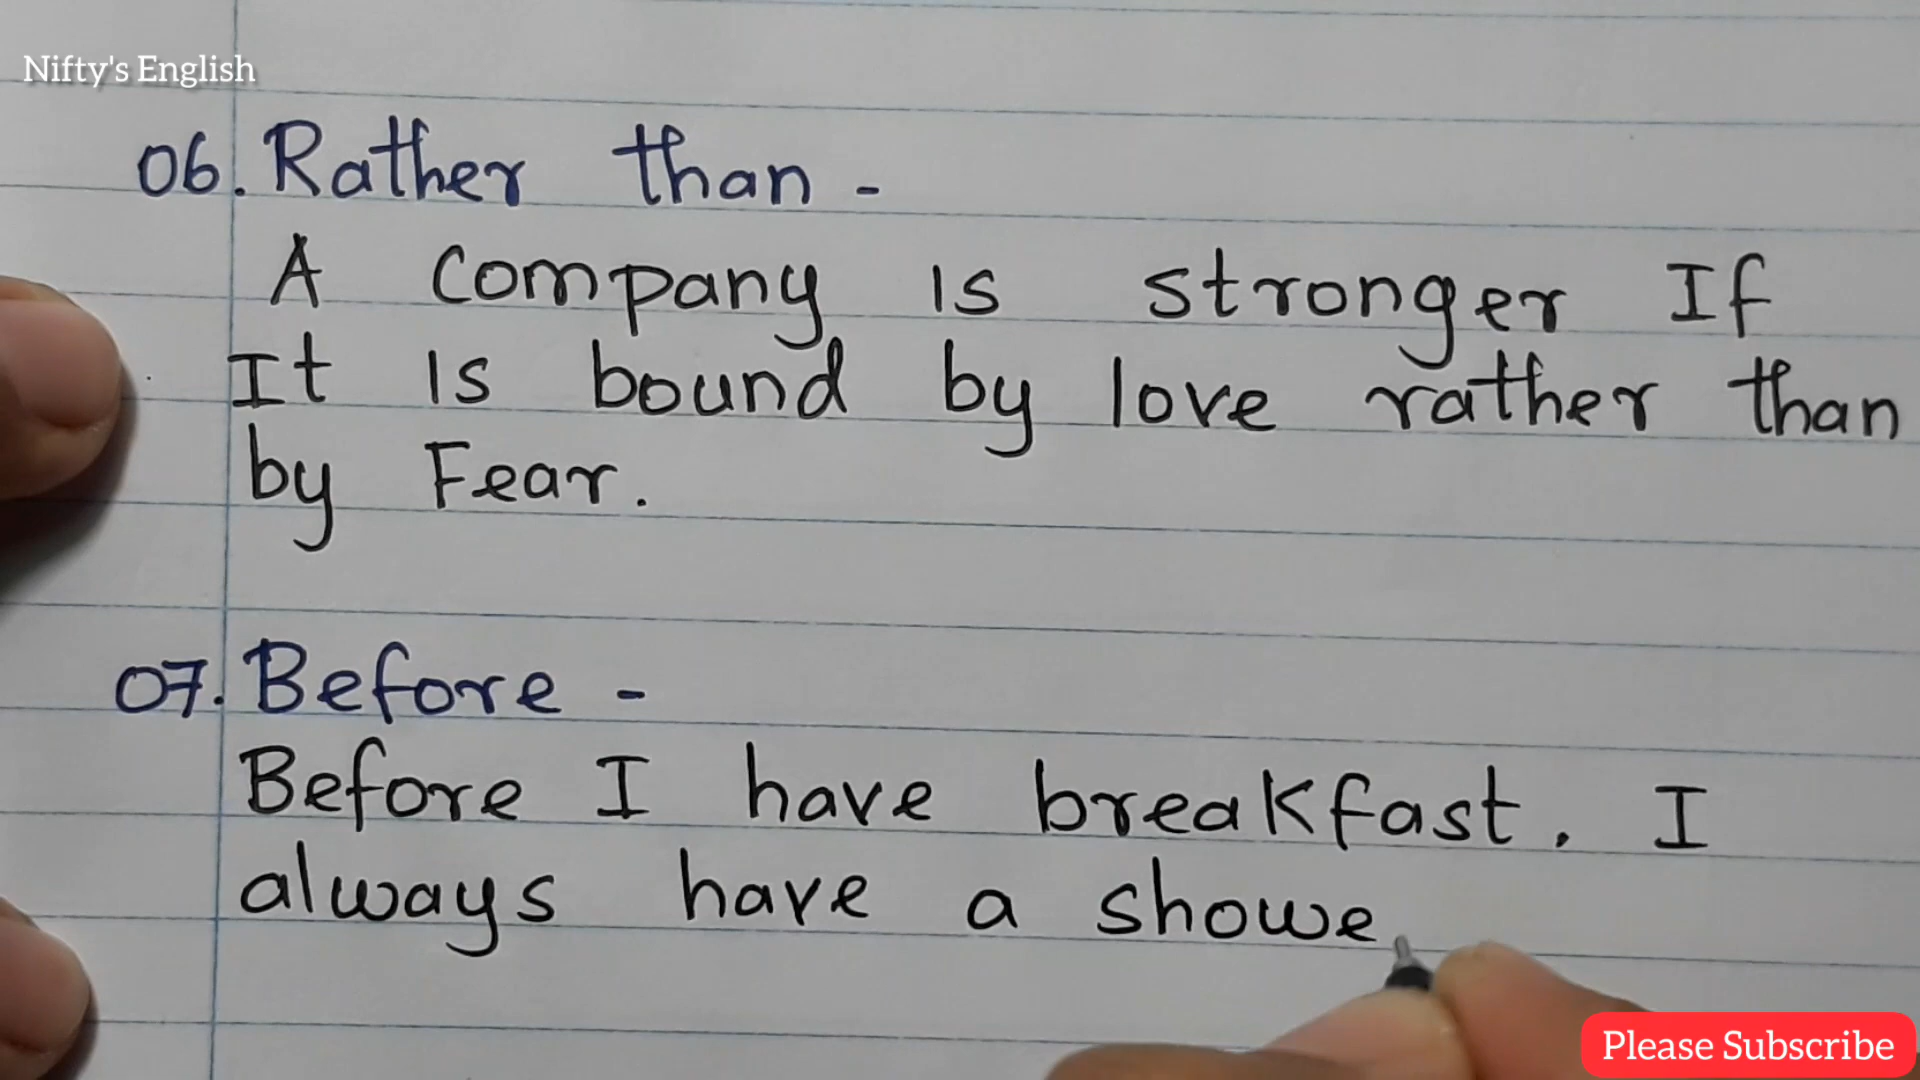 Nifty's English
06. Rather than -
A company is stronger If
It is bound by love rather than
by Fear.
07. Before -
Before I have breakfast, I
always have a showe
Please Subscribe